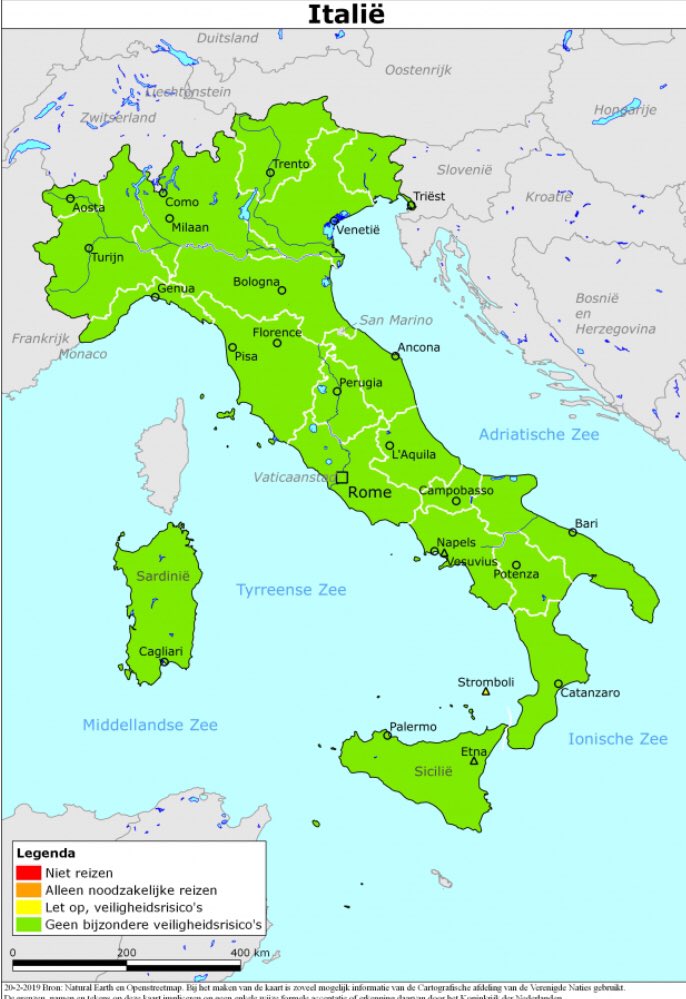 Italië
Duitsland
Oostenrijk
Liechtenstein
Hongarije
Zwitserland
Trento
Slovenië
Como
Triëst
Kroatië
Aosta
Milaan
Venetië
Turijn
Bologna
Genua
Bosnië
en
Herzegovina
San Marino
Florence
Frankrijk
Ancona
Monaco
Pisa
Perugia
Adriatische Zee
L'Aquila
Vaticaanstad
Rome
Campobasso
Bari
Napels
Vesuvius
Potenza
Sardinië
Tyrreense Zee
Cagliari
Stromboli
Catanzaro
Middellandse Zee
Palermo
Ionische Zee
Etna
Sicilië
Legenda
Niet reizen
Alleen noodzakelijke reizen
Let op, veiligheidsrisico's
Geen bijzondere veiligheidsrisico's
0 200 400 km
20-2-2019 Bron: Natural Earth en Openstreetmap. Bij het maken van de kaart is zoveel mogelijk informatie van de Cartografische afdeling van de Verenigde Naties gebruikt.
De grenzen, namen en tekens op deze kaart impliceren op geen enkele wijze formele acceptatie of erkenning daarvan door het Koninkrijk der Nederlanden.